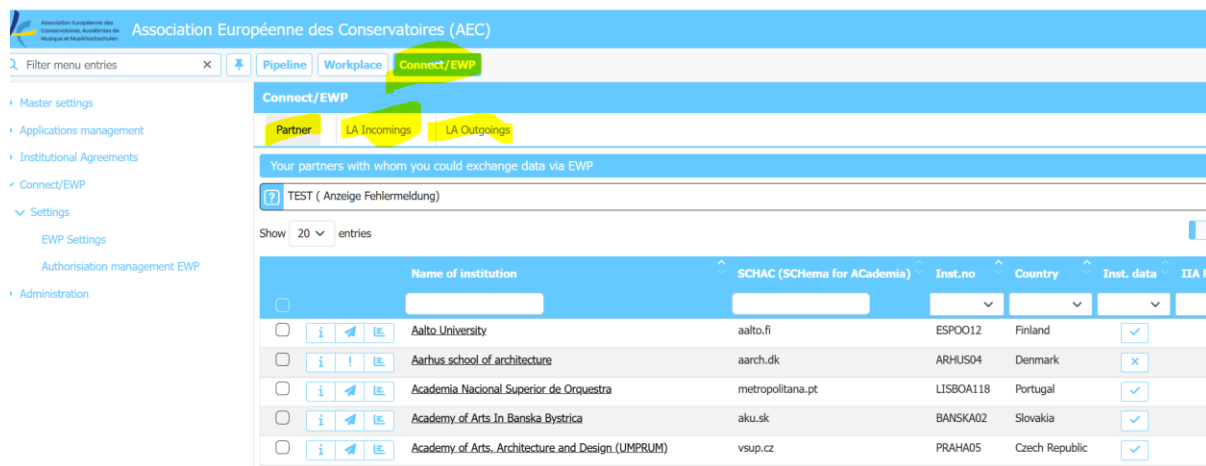 Association Européenne des
Conservatoires, Académies de
Musique et Musikhochschulen
Association Européenne des Conservatoires (AEC)
Filter menu entries
Pipeline Workplace Connect/EWP
Master settings
Applications management
Institutional Agreements
Connect/EWP
Settings
EWP Settings
Authorisiation management EWP
Administration
Connect/EWP
Partner LA Incomings LA Outgoings
Your partners with whom you could exchange data via EWP
? TEST ( Anzeige Fehlermeldung)
Show 20 entries
Name of institution SCHAC (SCHema for ACademia) Inst.no Country Inst. data IIA
Aalto University aalto.fi ESPOO12 Finland
Aarhus school of architecture aarch.dk ARHUS04 Denmark
Academia Nacional Superior de Orquestra metropolitana.pt LISBOA118 Portugal
Academy of Arts In Banska Bystrica aku.sk BANSKA02 Slovakia
Academy of Arts, Architecture and Design (UMPRUM) vsup.cz PRAHA05 Czech Republic